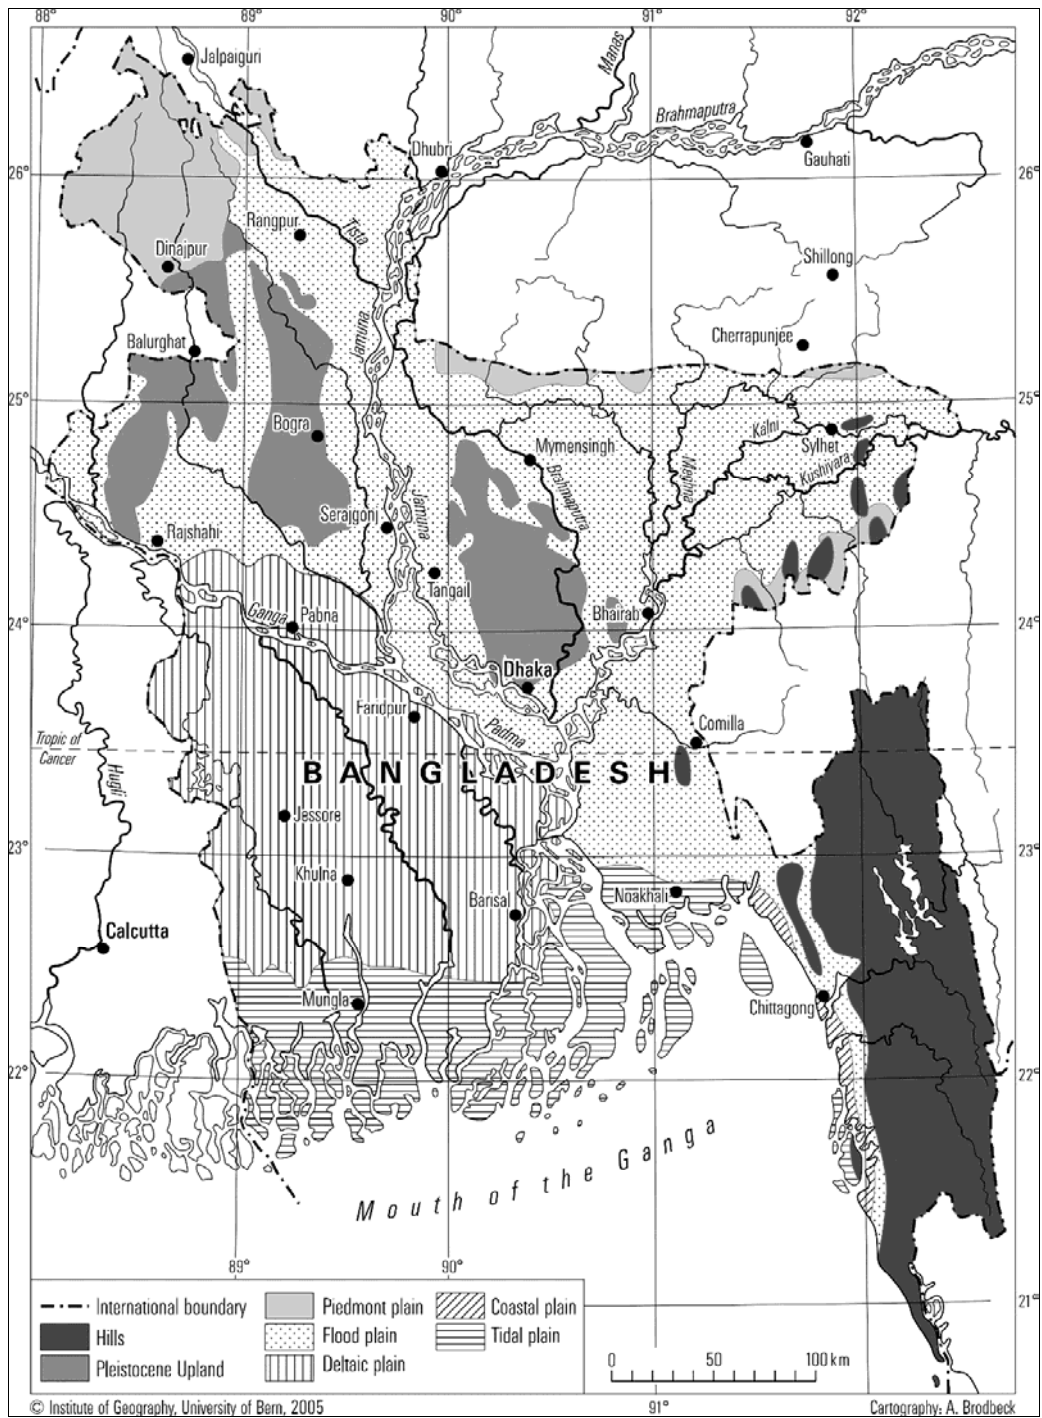 88°
89°
90°
91°
92°
Jalpaiguri
Manas
Brahmaputra
Dhubri
Gauhati
26°
26°
Rangpur
Tista
Dinajpur
Shillong
Jamuna
Cherrapunjee
Balurghat
25°
25°
Bogra
Kalni
Sylhet
Mymensingh
Kushiyara
Meghna
Bishmaputra
Jamuna
Serajgonj
Rajshahi
Tangail
Ganga
Pabna
Bhairab
24°
24°
Dhaka
Faridpur
Padma
Comilla
Tropic of
Cancer
BANGLADESH
Hugli
Jessore
23°
23°
Khulna
Barisal
Noakhali
Calcutta
Mungla
Chittagong
22°
22°
Mouth of the Ganga
89°
90°
21°
International boundary
Hills
Pleistocene Upland
Piedmont plain
Flood plain
Deltaic plain
Coastal plain
Tidal plain
0 50 100 km
© Institute of Geography, University of Bern, 2005
91°
Cartography: A. Brodbeck